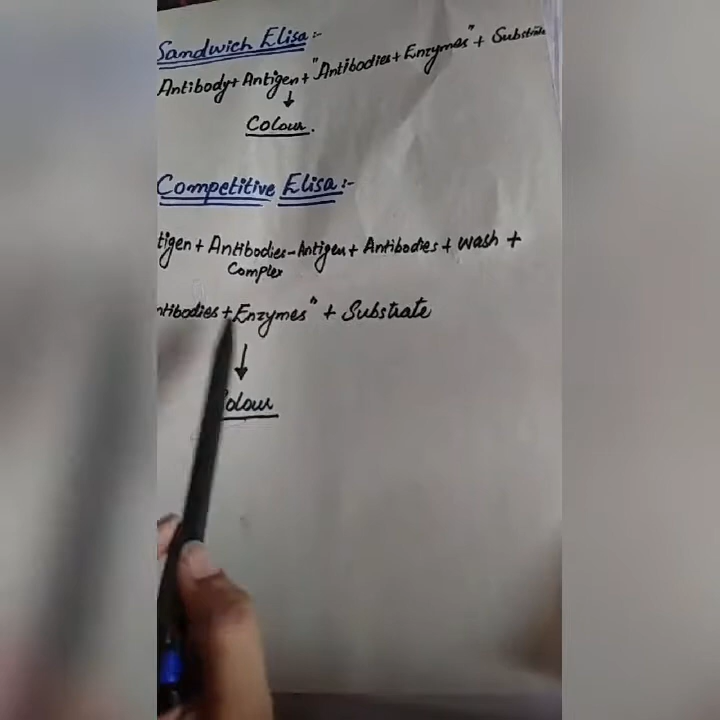 Sandwich Elisa :-
Antibody + Antigen + "Antibodies + Enzymes" + Substrate
↓
Colour.
Competitive Elisa :-
tigen + Antibodies - Antigen + Antibodies + wash +
Complex
ntibodies + Enzymes" + Substrate
↓
olour